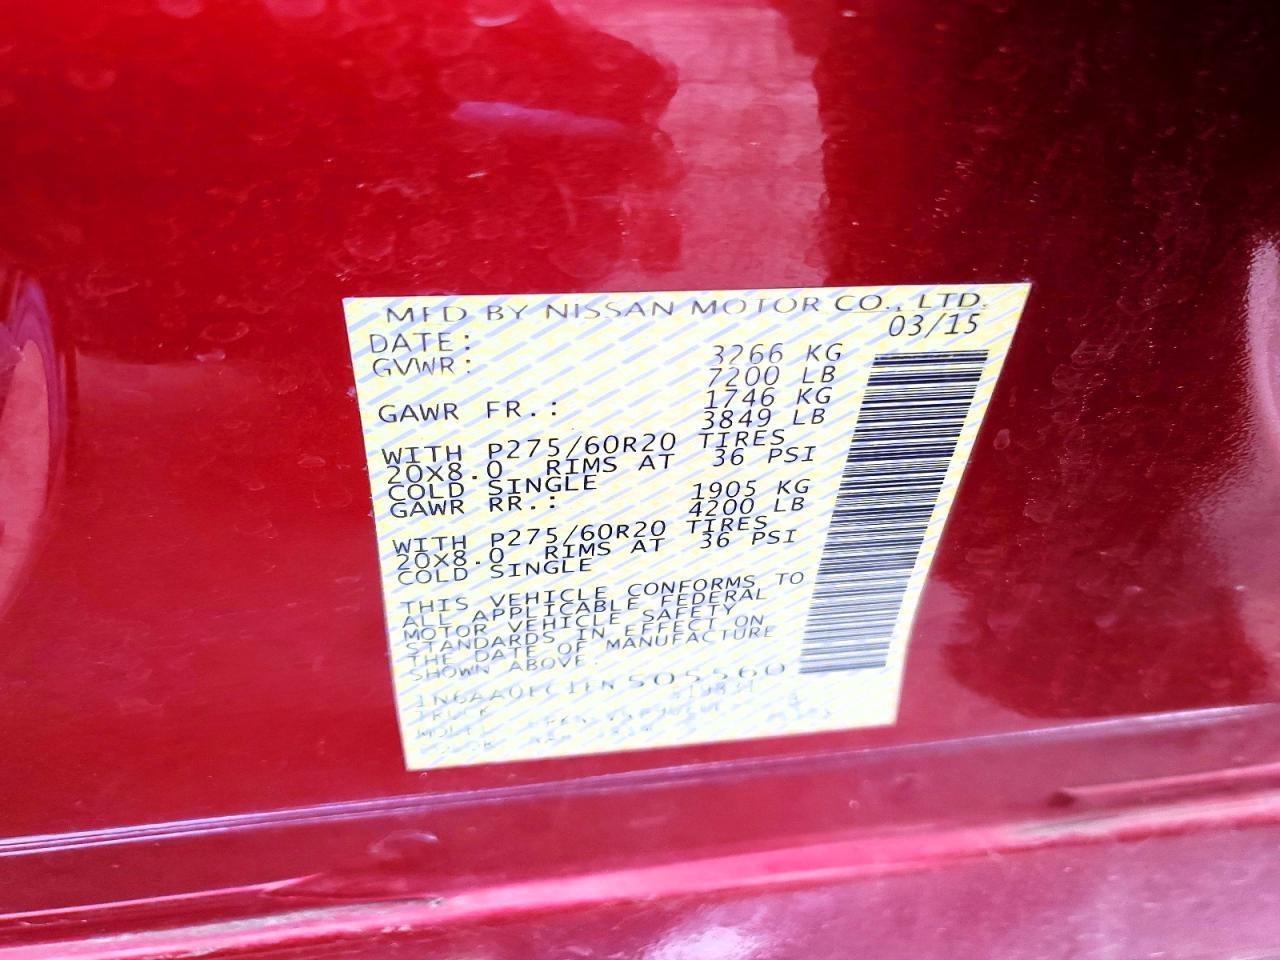 MFD BY NISSAN MOTOR CO., LTD.
DATE: 03/15
GVWR: 3266 KG
7200 LB
GAWR FR.: 1746 KG
3849 LB
WITH P275/60R20 TIRES
20X8.0 RIMS AT 36 PSI
COLD SINGLE
GAWR RR.: 1905 KG
4200 LB
WITH P275/60R20 TIRES
20X8.0 RIMS AT 36 PSI
COLD SINGLE
THIS VEHICLE CONFORMS TO
ALL APPLICABLE FEDERAL
MOTOR VEHICLE SAFETY
STANDARDS IN EFFECT ON
THE DATE OF MANUFACTURE
SHOWN ABOVE.
TRUCK
MODEL